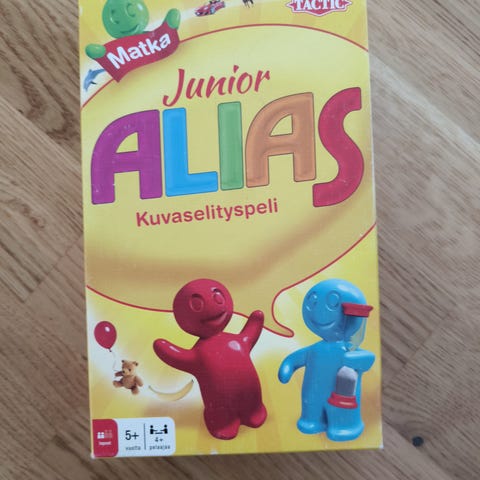 TACTIC
Matka
Junior
ALIAS
Kuvaselityspeli
5+
vuotta
4+
pelaajaa